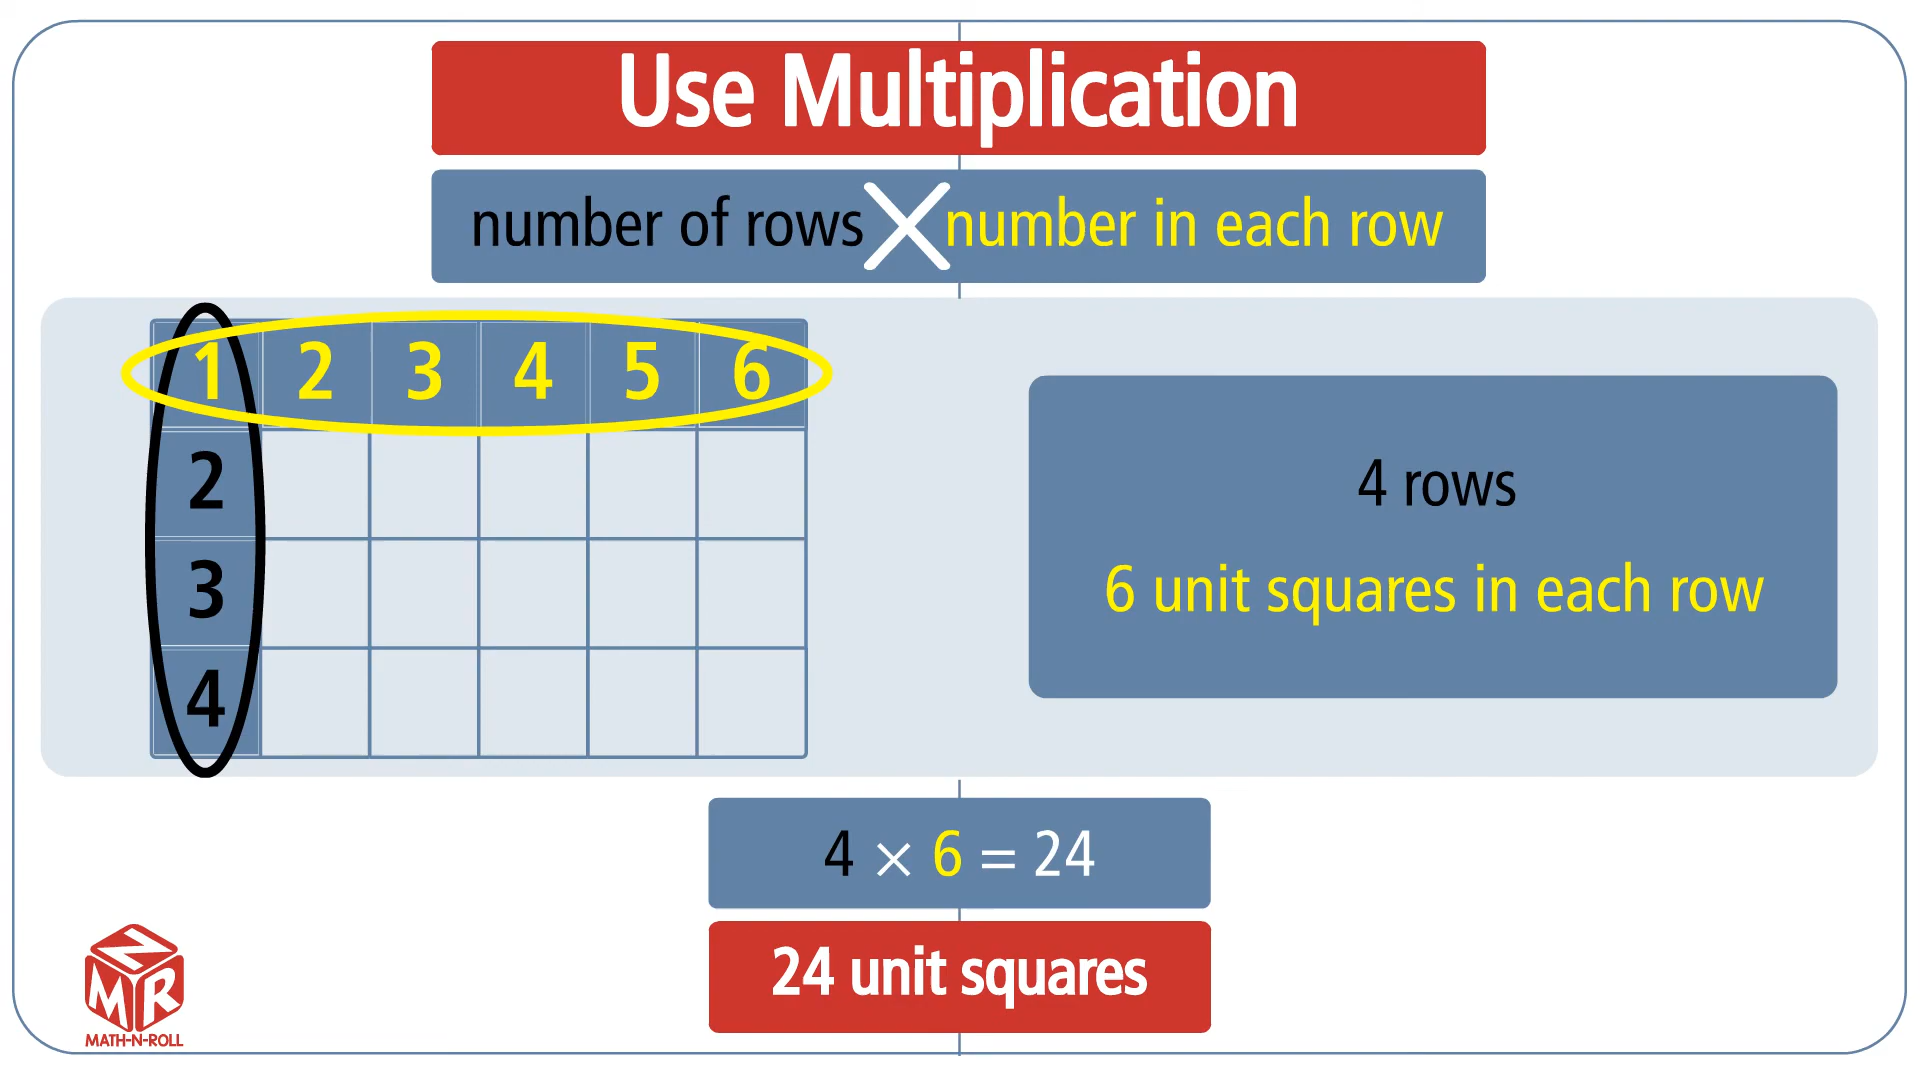 Use Multiplication
number of rows × number in each row
1 2 3 4 5 6
2
3
4
4 rows
6 unit squares in each row
4 × 6 = 24
24 unit squares
N
M R
MATH-N-ROLL